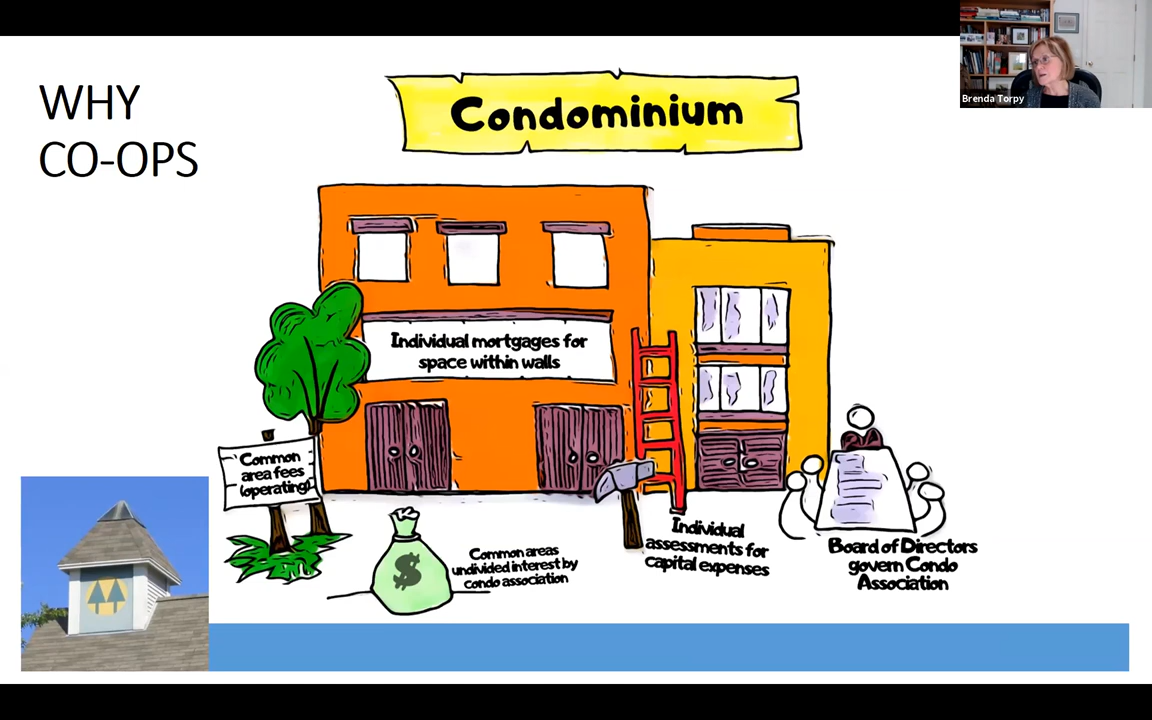 Brenda Torpy
WHY
CO-OPS
Condominium
Individual mortgages for
space within walls
Common
area fees
(operating)
$
Common areas
undivided interest by
condo association
Individual
assessments for
capital expenses
Board of Directors
govern Condo
Association